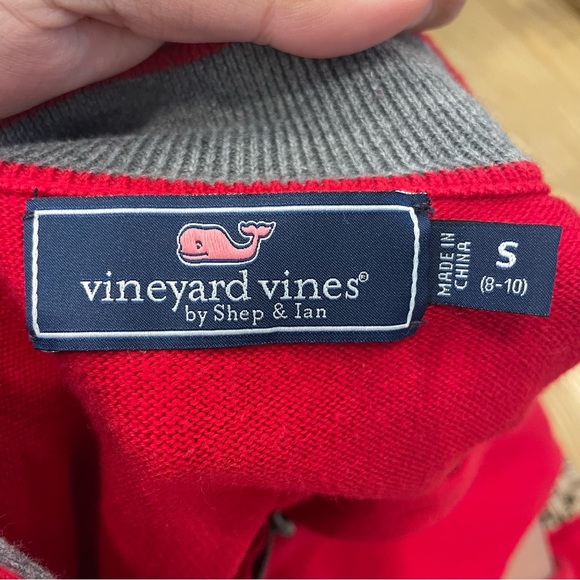 vineyard vines®
by Shep & Ian
MADE IN
CHINA
S
(8-10)